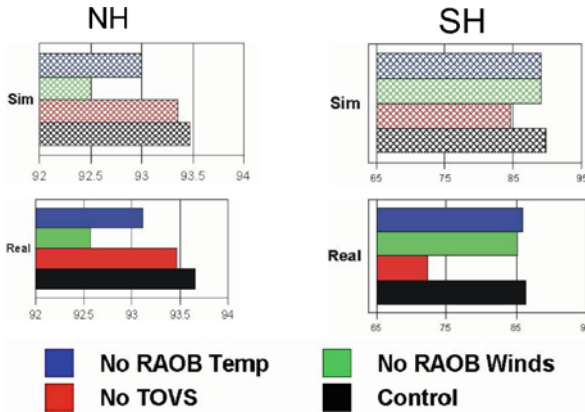 NH
SH
Sim
92 92.5 93 93.5 94
Sim
65 75 85 95
Real
92 92.5 93 93.5 94
Real
65 75 85
No RAOB Temp
No RAOB Winds
No TOVS
Control